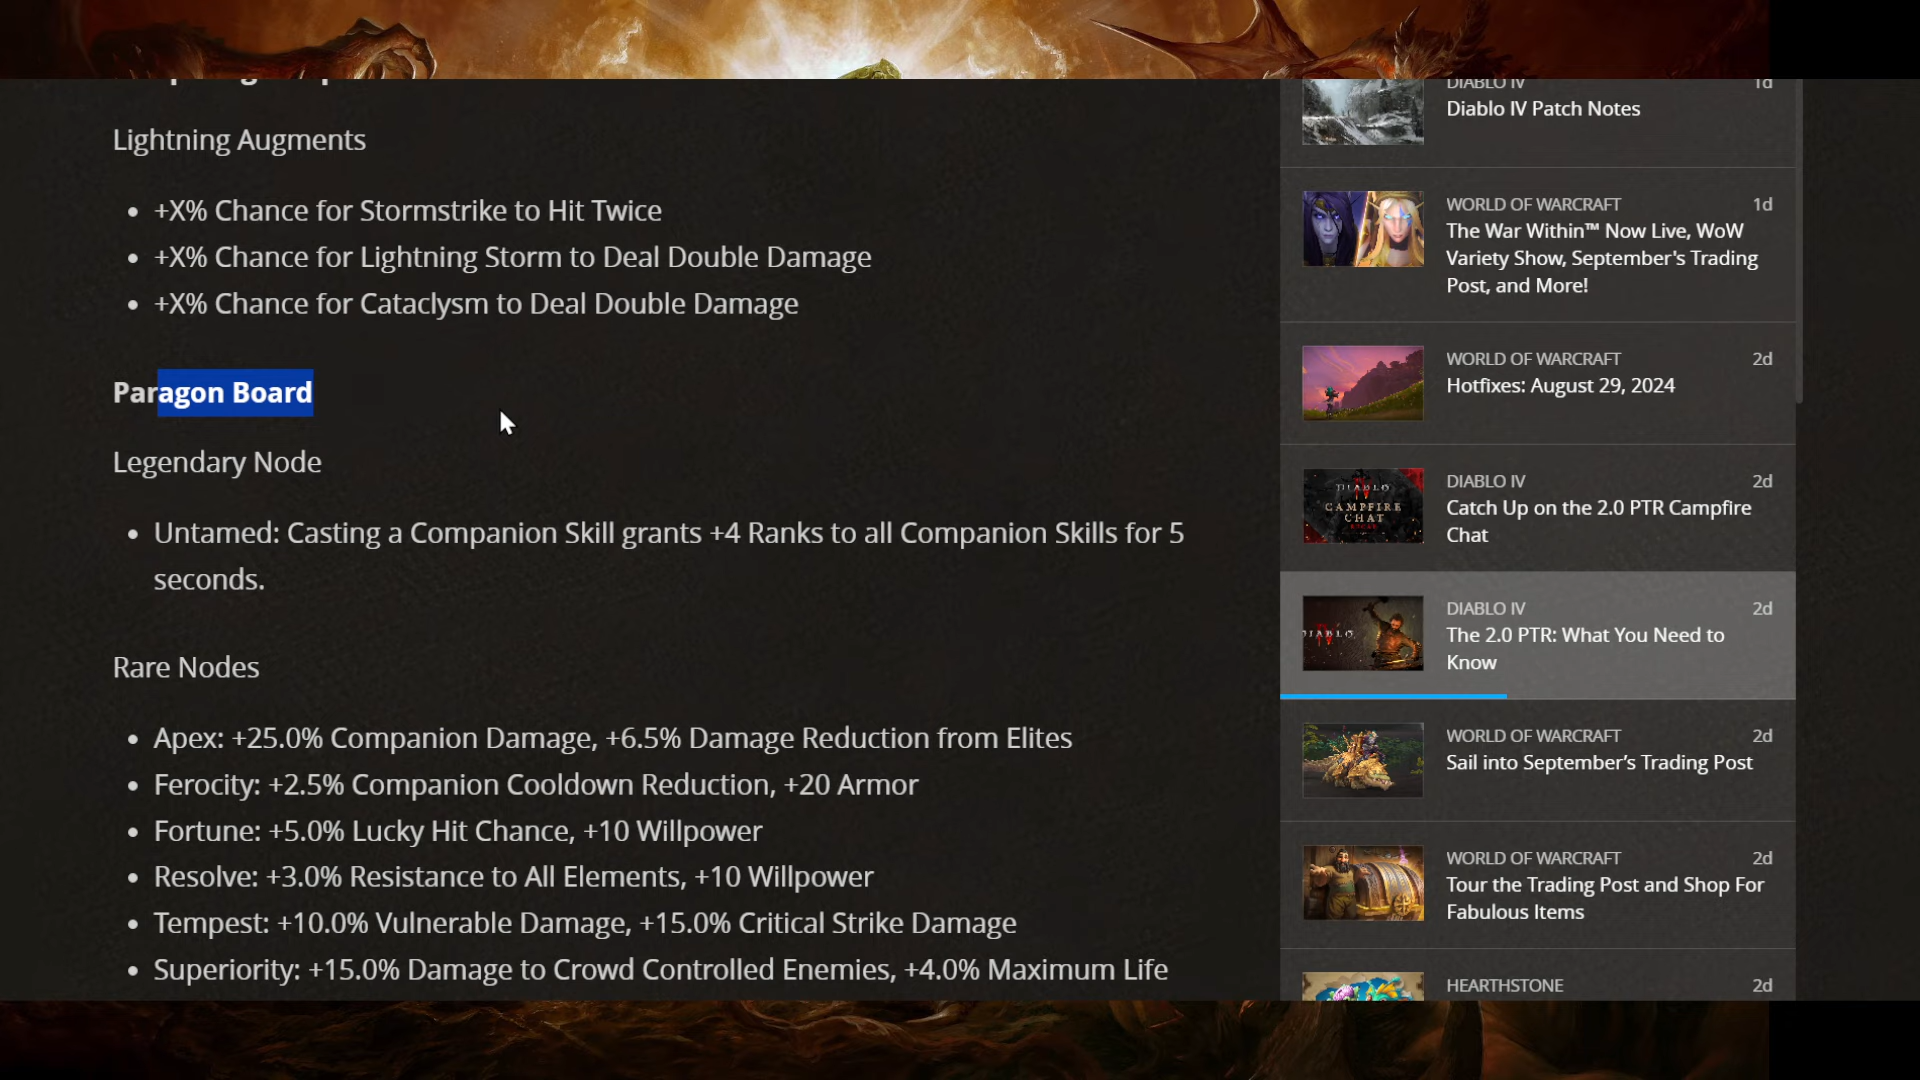 Lightning Augments
+X% Chance for Stormstrike to Hit Twice
+X% Chance for Lightning Storm to Deal Double Damage
+X% Chance for Cataclysm to Deal Double Damage
Paragon Board
Legendary Node
Untamed: Casting a Companion Skill grants +4 Ranks to all Companion Skills for 5
seconds.
Rare Nodes
Apex: +25.0% Companion Damage, +6.5% Damage Reduction from Elites
Ferocity: +2.5% Companion Cooldown Reduction, +20 Armor
Fortune: +5.0% Lucky Hit Chance, +10 Willpower
Resolve: +3.0% Resistance to All Elements, +10 Willpower
Tempest: +10.0% Vulnerable Damage, +15.0% Critical Strike Damage
Superiority: +15.0% Damage to Crowd Controlled Enemies, +4.0% Maximum Life
DIABLO IV 1d
Diablo IV Patch Notes
WORLD OF WARCRAFT 1d
The War Within™ Now Live, WoW
Variety Show, September's Trading
Post, and More!
WORLD OF WARCRAFT 2d
Hotfixes: August 29, 2024
DIABLO
CAMPFIRE
CHAT
DIABLO IV 2d
Catch Up on the 2.0 PTR Campfire
Chat
DIABLO
DIABLO IV 2d
The 2.0 PTR: What You Need to
Know
WORLD OF WARCRAFT 2d
Sail into September’s Trading Post
WORLD OF WARCRAFT 2d
Tour the Trading Post and Shop For
Fabulous Items
HEARTHSTONE 2d